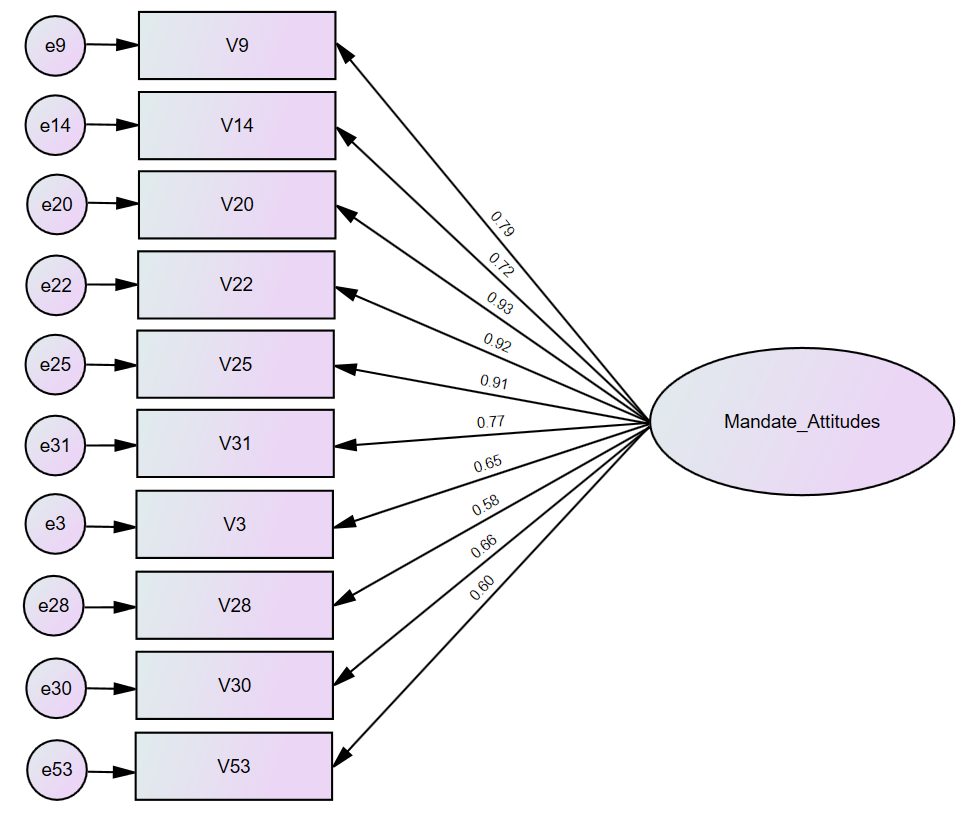 e9
V9
e14
V14
e20
V20
e22
V22
e25
V25
e31
V31
e3
V3
e28
V28
e30
V30
e53
V53
0.79
0.72
0.93
0.92
0.91
0.77
0.65
0.58
0.66
0.60
Mandate_Attitudes